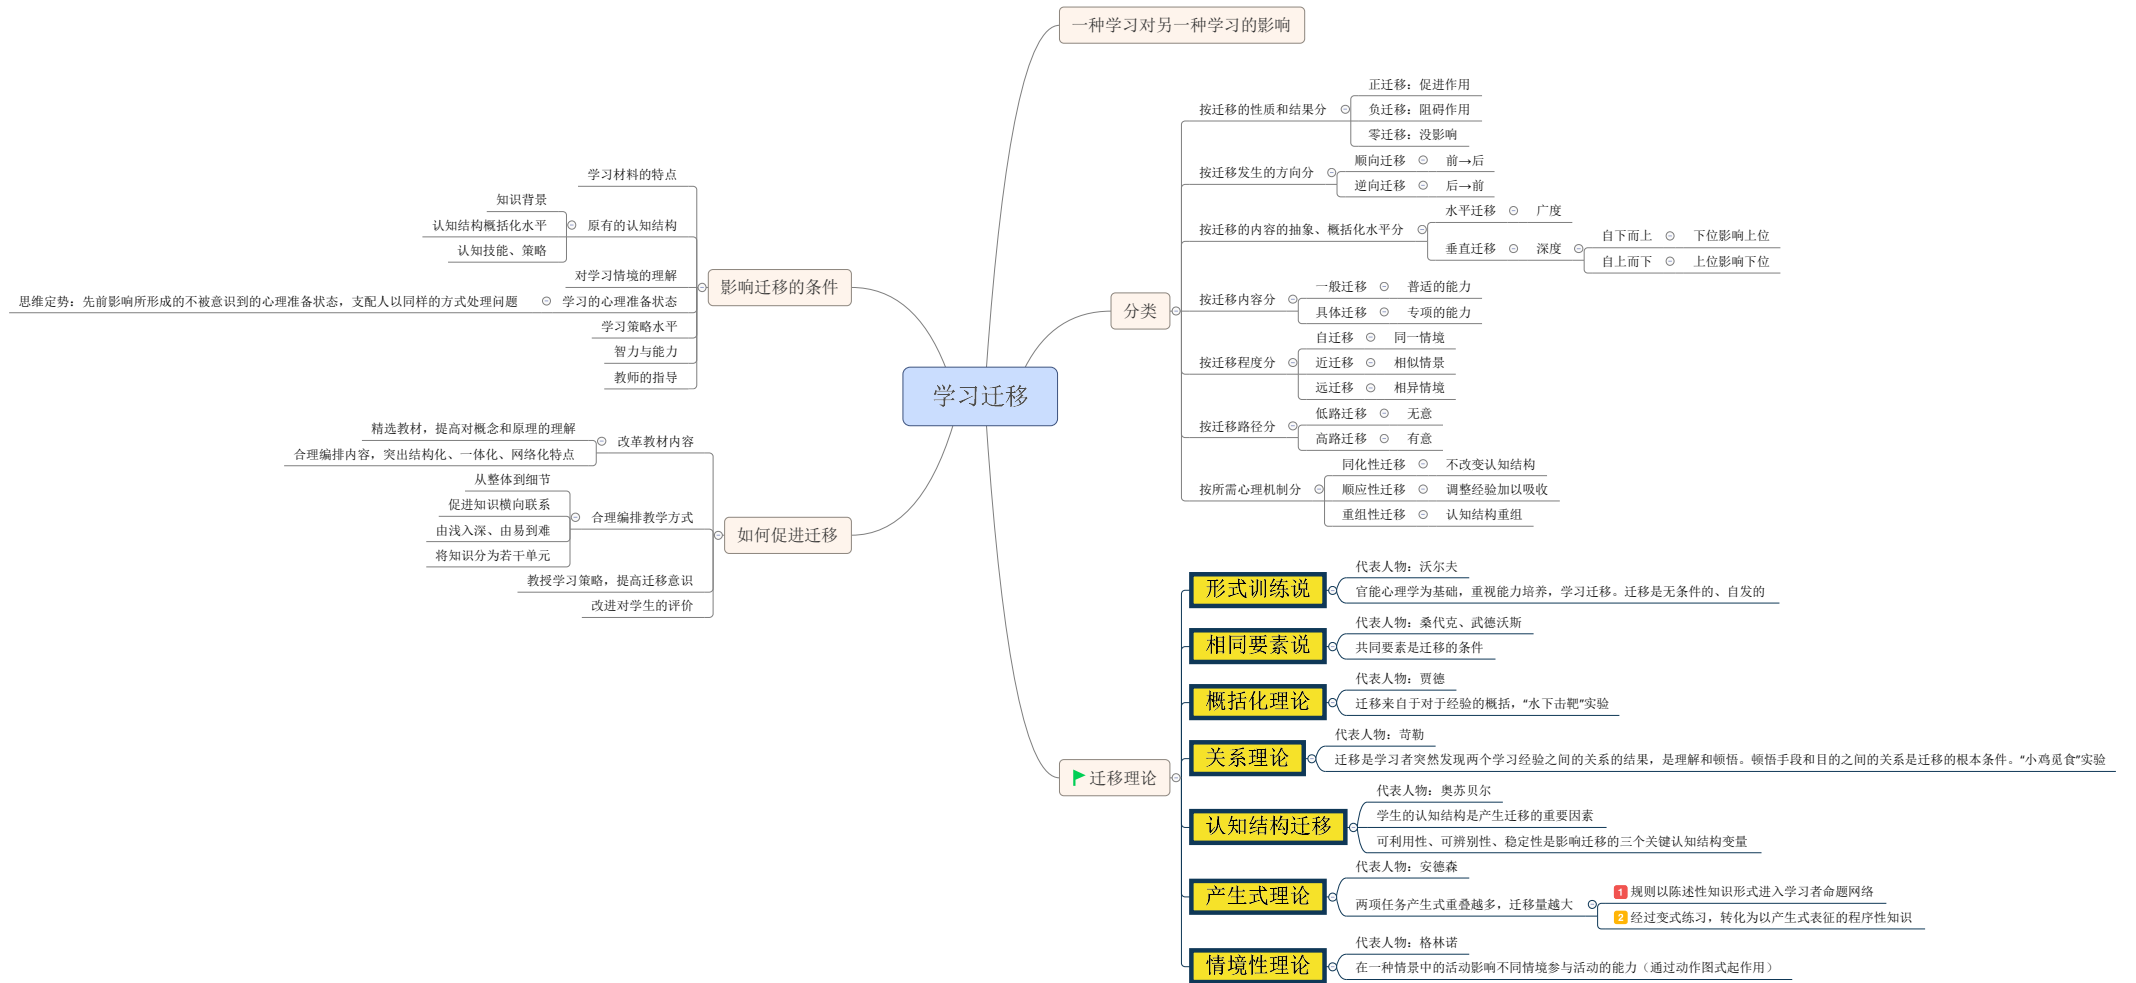 学习迁移
一种学习对另一种学习的影响
分类
按迁移的性质和结果分
正迁移：促进作用
负迁移：阻碍作用
零迁移：没影响
按迁移发生的方向分
顺向迁移
前→后
逆向迁移
后→前
按迁移的内容的抽象、概括化水平分
水平迁移
广度
垂直迁移
深度
自下而上
下位影响上位
自上而下
上位影响下位
按迁移内容分
一般迁移
普适的能力
具体迁移
专项的能力
按迁移程度分
自迁移
同一情境
近迁移
相似情景
远迁移
相异情境
按迁移路径分
低路迁移
无意
高路迁移
有意
按所需心理机制分
同化性迁移
不改变认知结构
顺应性迁移
调整经验加以吸收
重组性迁移
认知结构重组
迁移理论
形式训练说
代表人物：沃尔夫
官能心理学为基础，重视能力培养，学习迁移。迁移是无条件的、自发的
相同要素说
代表人物：桑代克、武德沃斯
共同要素是迁移的条件
概括化理论
代表人物：贾德
迁移来自于对于经验的概括，“水下击靶”实验
关系理论
代表人物：苛勒
迁移是学习者突然发现两个学习经验之间的关系的结果，是理解和顿悟。顿悟手段和目的之间的关系是迁移的根本条件。“小鸡觅食”实验
认知结构迁移
代表人物：奥苏贝尔
学生的认知结构是产生迁移的重要因素
可利用性、可辨别性、稳定性是影响迁移的三个关键认知结构变量
产生式理论
代表人物：安德森
两项任务产生式重叠越多，迁移量越大
1 规则以陈述性知识形式进入学习者命题网络
2 经过变式练习，转化为以产生式表征的程序性知识
情境性理论
代表人物：格林诺
在一种情景中的活动影响不同情境参与活动的能力（通过动作图式起作用）
影响迁移的条件
学习材料的特点
原有的认知结构
知识背景
认知结构概括化水平
认知技能、策略
对学习情境的理解
学习的心理准备状态
思维定势：先前影响所形成的不被意识到的心理准备状态，支配人以同样的方式处理问题
学习策略水平
智力与能力
教师的指导
如何促进迁移
改革教材内容
精选教材，提高对概念和原理的理解
合理编排内容，突出结构化、一体化、网络化特点
合理编排教学方式
从整体到细节
促进知识横向联系
由浅入深、由易到难
将知识分为若干单元
教授学习策略，提高迁移意识
改进对学生的评价